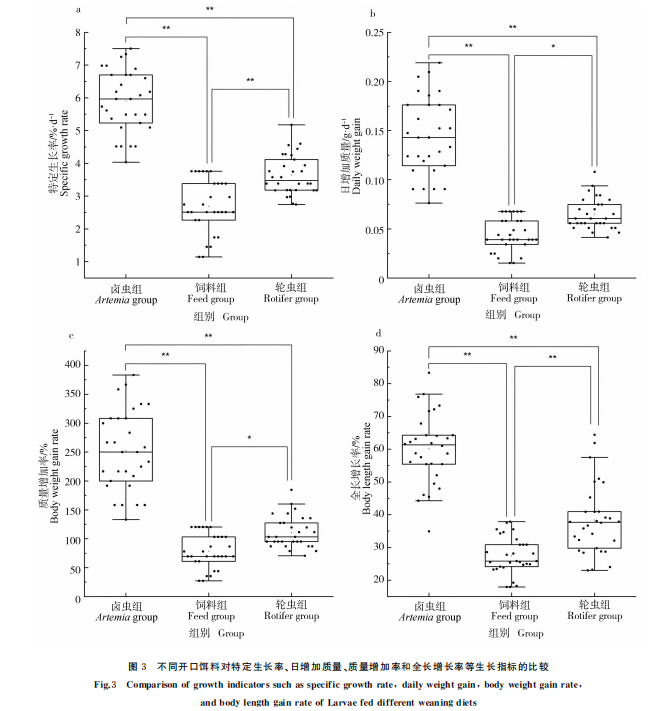 a
**
**
**
8
7
6
5
4
3
2
1
特定生长率/%·d⁻¹
Specific growth rate
卤虫组
Artemia group
饲料组
Feed group
轮虫组
Rotifer group
组别 Group
b
**
**
*
0.25
0.20
0.15
0.10
0.05
0
日增加质量/g·d⁻¹
Daily weight gain
卤虫组
Artemia group
饲料组
Feed group
轮虫组
Rotifer group
组别 Group
c
**
**
*
400
350
300
250
200
150
100
50
0
质量增加率/%
Body weight gain rate
卤虫组
Artemia group
饲料组
Feed group
轮虫组
Rotifer group
组别 Group
d
**
**
**
90
80
70
60
50
40
30
20
全长增长率/%
Body length gain rate
卤虫组
Artemia group
饲料组
Feed group
轮虫组
Rotifer group
组别 Group
图 3 不同开口饵料对特定生长率、日增加质量、质量增加率和全长增长率等生长指标的比较
Fig.3 Comparison of growth indicators such as specific growth rate, daily weight gain, body weight gain rate,
and body length gain rate of Larvae fed different weaning diets